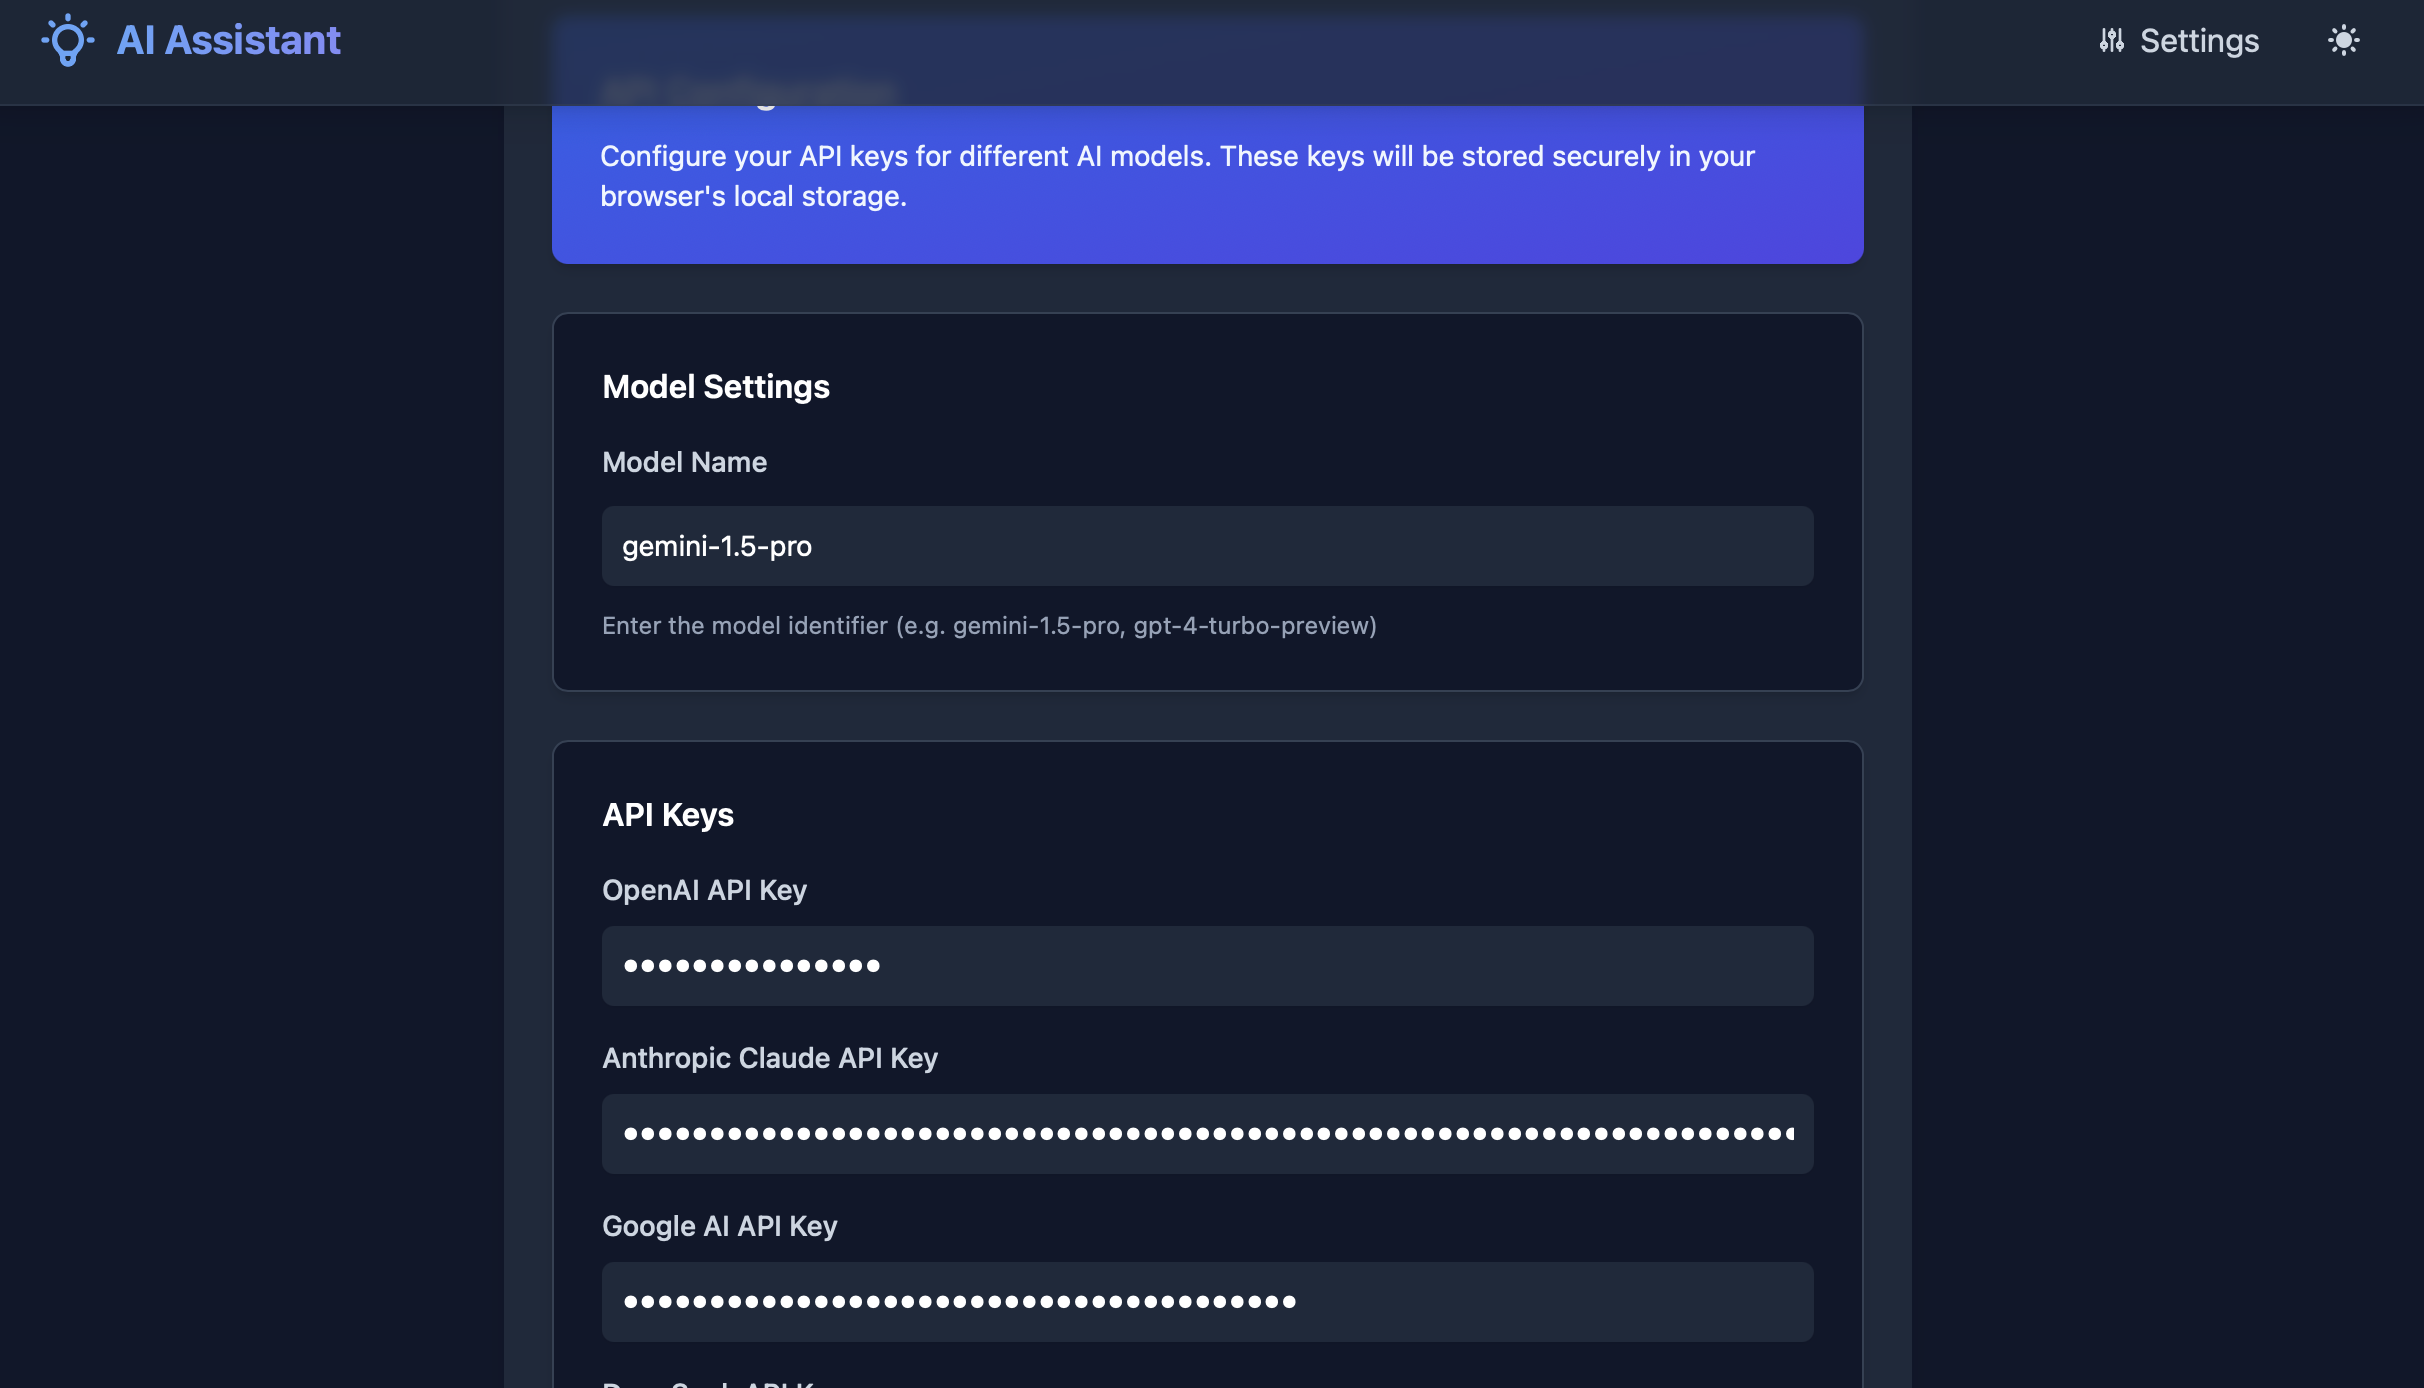 AI Assistant
Settings
API Configuration
Configure your API keys for different AI models. These keys will be stored securely in your
browser's local storage.
Model Settings
Model Name
gemini-1.5-pro
Enter the model identifier (e.g. gemini-1.5-pro, gpt-4-turbo-preview)
API Keys
OpenAI API Key
Anthropic Claude API Key
Google AI API Key